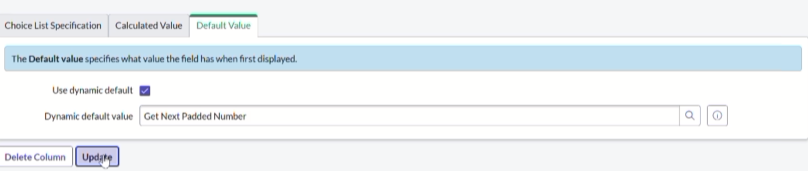 Choice List Specification Calculated Value Default Value
The Default value specifies what value the field has when first displayed.
Use dynamic default
Dynamic default value Get Next Padded Number
Delete Column Update